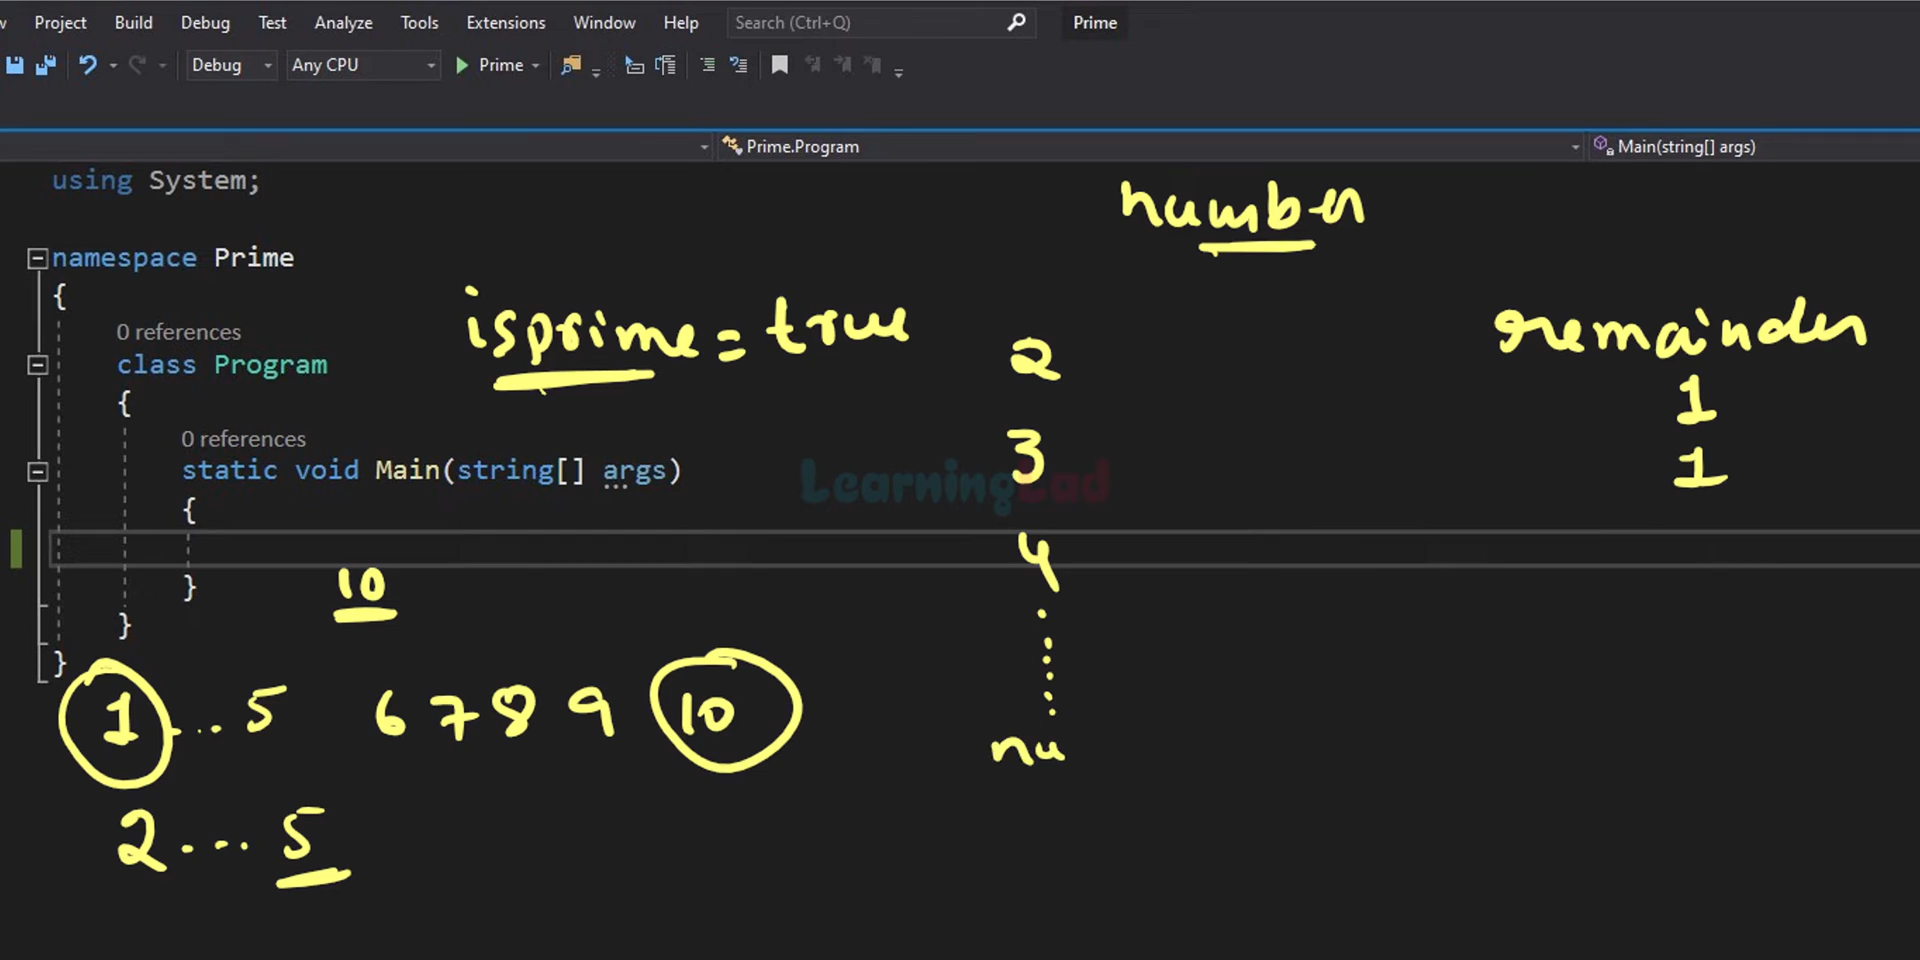 Project Build Debug Test Analyze Tools Extensions Window Help Search (Ctrl+Q) Prime
Debug Any CPU Prime
Prime.Program Main(string[] args)
using System;
number
namespace Prime
{
isprime = true
remainder
0 references
class Program
2
1
{
0 references
static void Main(string[] args)
3
1
LearningLad
{
4
}
10
}
}
1 ... 5 6 7 8 9 10
nu
2 ... 5